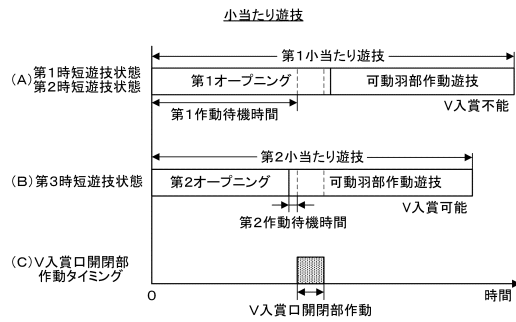 小当たり遊技
第1小当たり遊技
(A)第1時短遊技状態
第2時短遊技状態
第1オープニング
可動羽部作動遊技
第1作動待機時間
V入賞不能
第2小当たり遊技
(B)第3時短遊技状態
第2オープニング
可動羽部作動遊技
第2作動待機時間
V入賞可能
(C)V入賞口開閉部
作動タイミング
0
時間
V入賞口開閉部作動